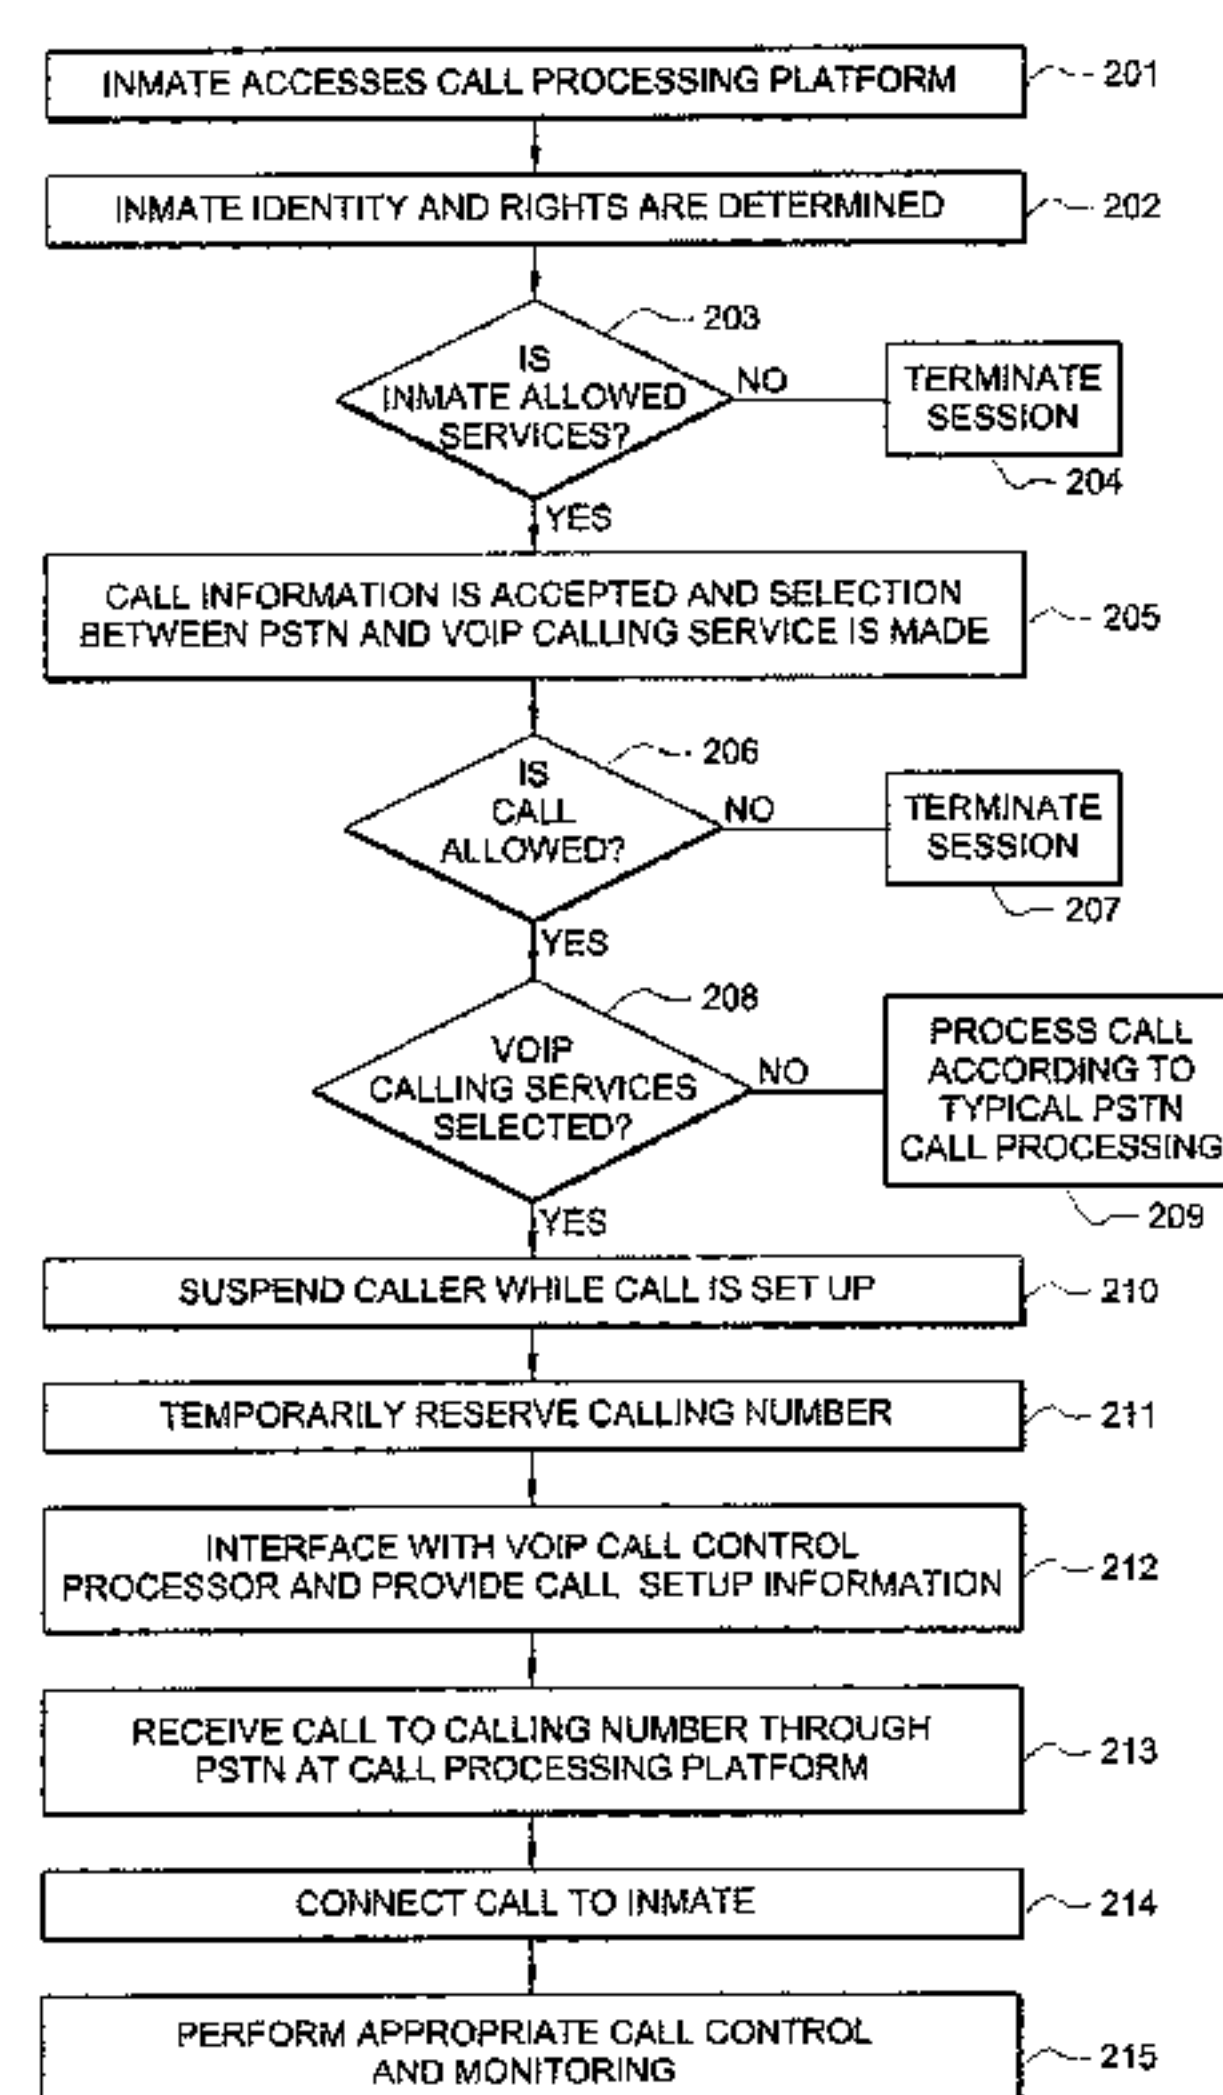 INMATE ACCESSES CALL PROCESSING PLATFORM
201
INMATE IDENTITY AND RIGHTS ARE DETERMINED
202
203
IS
INMATE ALLOWED
SERVICES?
NO
TERMINATE
SESSION
204
YES
CALL INFORMATION IS ACCEPTED AND SELECTION
BETWEEN PSTN AND VOIP CALLING SERVICE IS MADE
205
206
IS
CALL
ALLOWED?
NO
TERMINATE
SESSION
207
YES
208
VOIP
CALLING SERVICES
SELECTED?
NO
PROCESS CALL
ACCORDING TO
TYPICAL PSTN
CALL PROCESSING
209
YES
SUSPEND CALLER WHILE CALL IS SET UP
210
TEMPORARILY RESERVE CALLING NUMBER
211
INTERFACE WITH VOIP CALL CONTROL
PROCESSOR AND PROVIDE CALL SETUP INFORMATION
212
RECEIVE CALL TO CALLING NUMBER THROUGH
PSTN AT CALL PROCESSING PLATFORM
213
CONNECT CALL TO INMATE
214
PERFORM APPROPRIATE CALL CONTROL
AND MONITORING
215